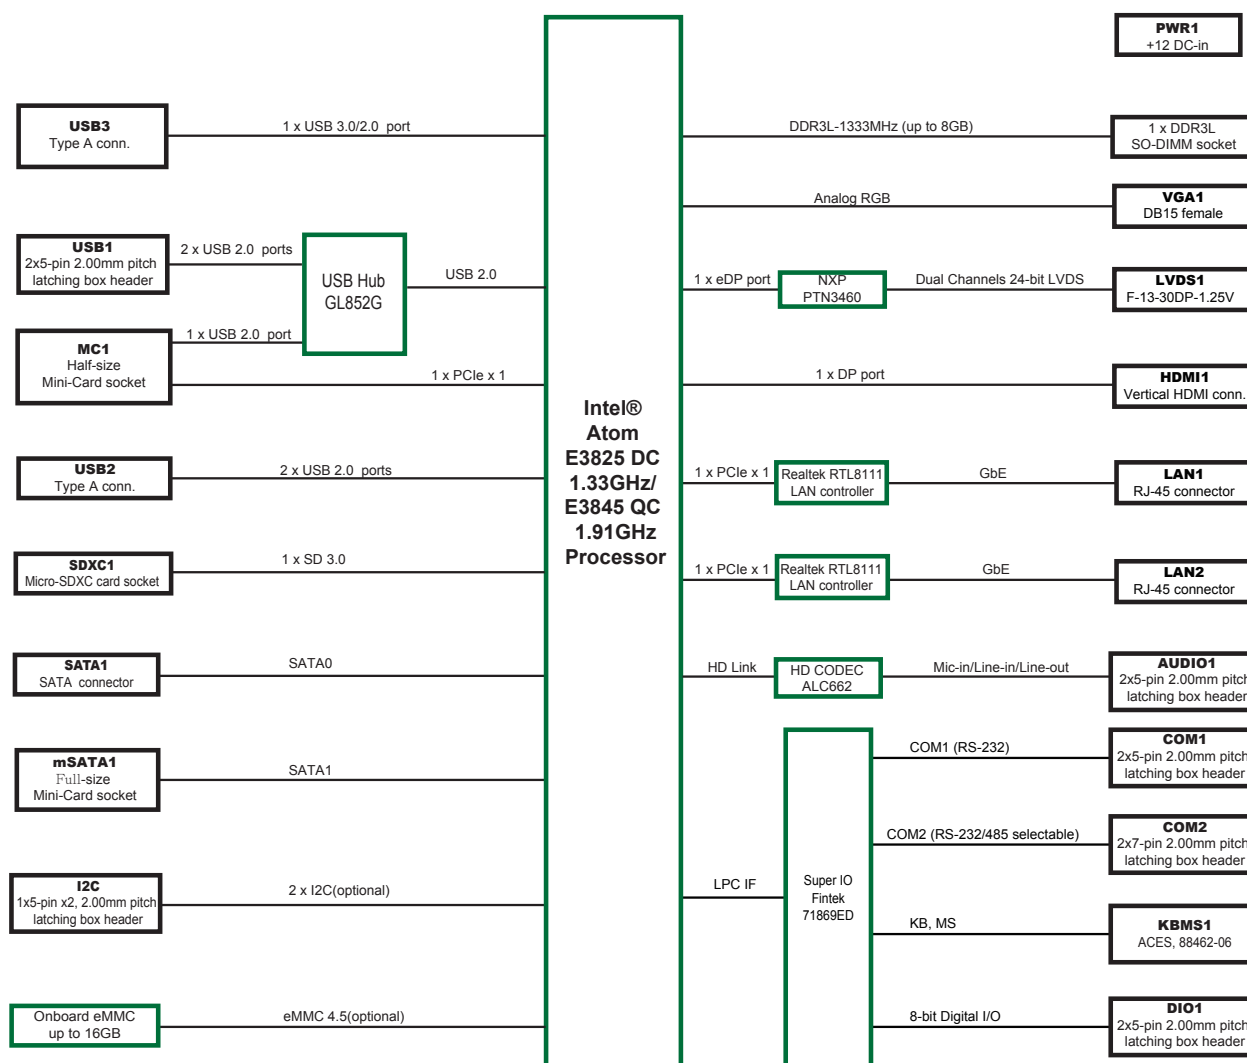 PWR1
+12 DC-in
USB3
Type A conn.
1 x USB 3.0/2.0 port
DDR3L-1333MHz (up to 8GB)
1 x DDR3L
SO-DIMM socket
Analog RGB
VGA1
DB15 female
USB1
2x5-pin 2.00mm pitch
latching box header
2 x USB 2.0 ports
USB Hub
GL852G
USB 2.0
1 x eDP port
NXP
PTN3460
Dual Channels 24-bit LVDS
LVDS1
F-13-30DP-1.25V
1 x USB 2.0 port
MC1
Half-size
Mini-Card socket
1 x PCIe x 1
1 x DP port
HDMI1
Vertical HDMI conn.
Intel®
Atom
E3825 DC
1.33GHz/
E3845 QC
1.91GHz
Processor
USB2
Type A conn.
2 x USB 2.0 ports
1 x PCIe x 1
Realtek RTL8111
LAN controller
GbE
LAN1
RJ-45 connector
SDXC1
Micro-SDXC card socket
1 x SD 3.0
1 x PCIe x 1
Realtek RTL8111
LAN controller
GbE
LAN2
RJ-45 connector
SATA1
SATA connector
SATA0
HD Link
HD CODEC
ALC662
Mic-in/Line-in/Line-out
AUDIO1
2x5-pin 2.00mm pitch
latching box header
mSATA1
Full-size
Mini-Card socket
SATA1
COM1 (RS-232)
COM1
2x5-pin 2.00mm pitch
latching box header
COM2 (RS-232/485 selectable)
COM2
2x7-pin 2.00mm pitch
latching box header
I2C
1x5-pin x2, 2.00mm pitch
latching box header
2 x I2C(optional)
LPC IF
Super IO
Fintek
71869ED
KB, MS
KBMS1
ACES, 88462-06
Onboard eMMC
up to 16GB
eMMC 4.5(optional)
8-bit Digital I/O
DIO1
2x5-pin 2.00mm pitch
latching box header